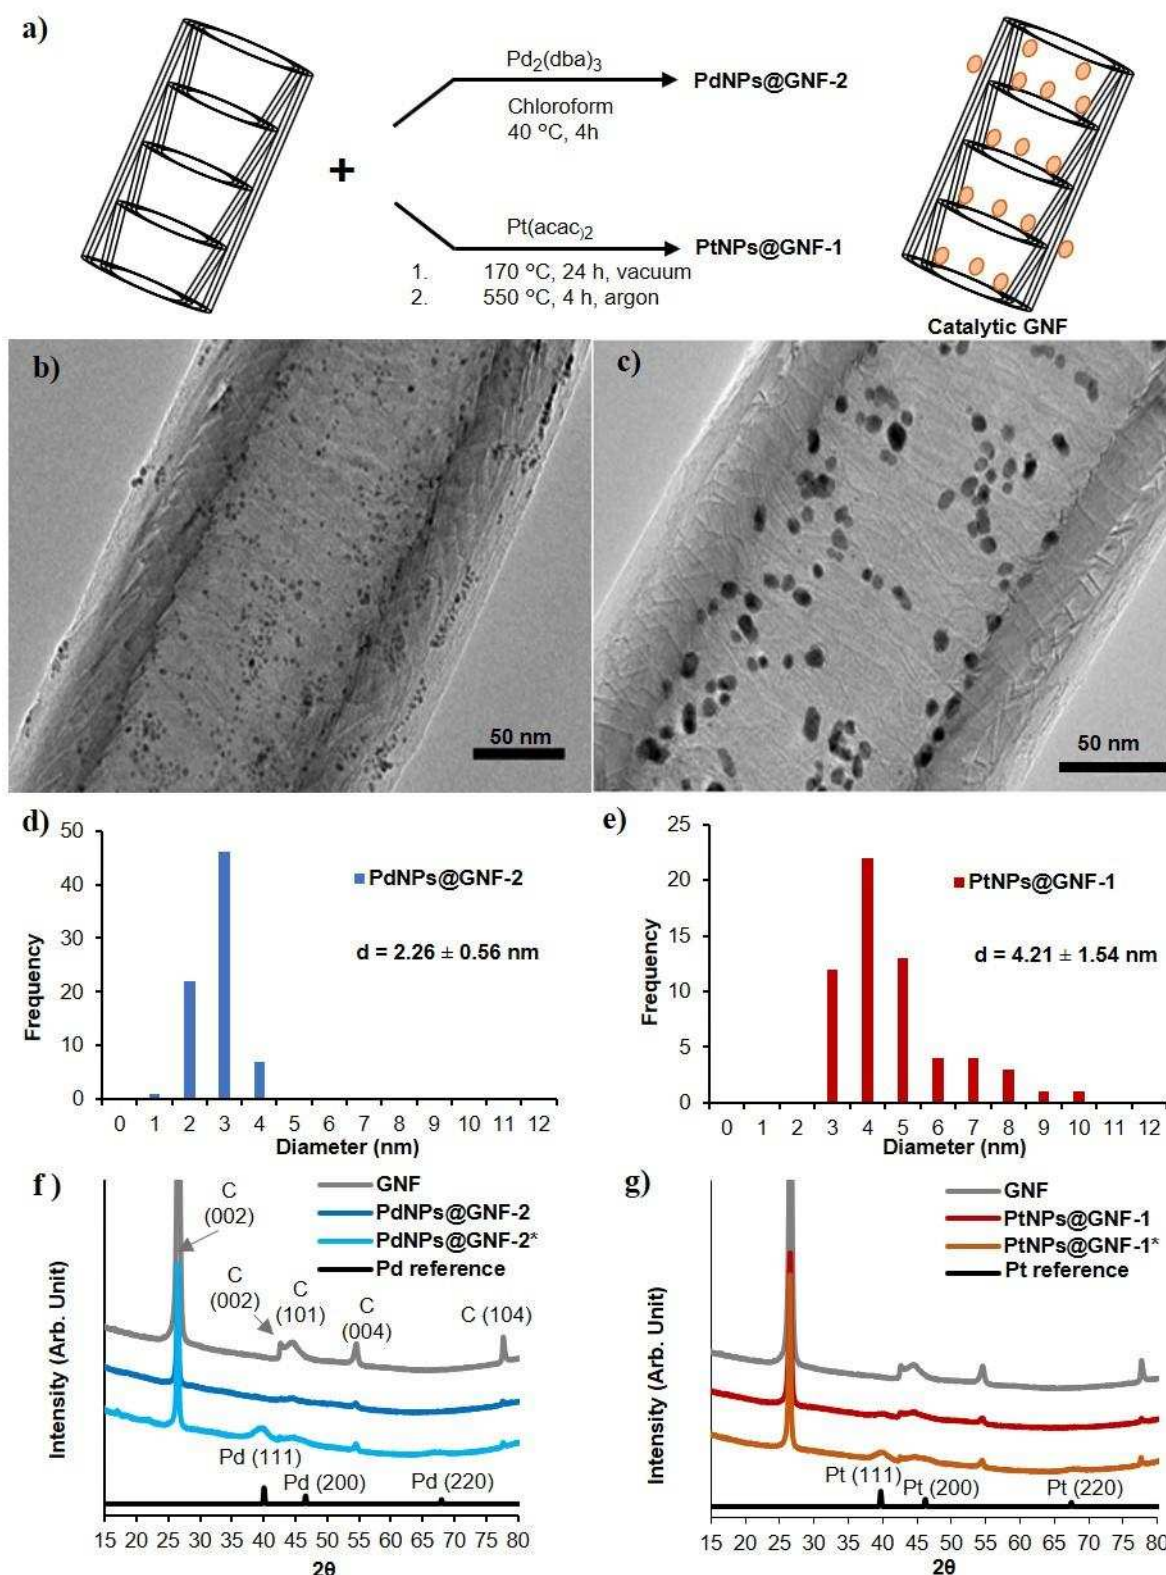 a)
Pd2(dba)3
PdNPs@GNF-2
Chloroform
40 °C, 4h
+
Pt(acac)2
PtNPs@GNF-1
1. 170 °C, 24 h, vacuum
2. 550 °C, 4 h, argon
Catalytic GNF
b)
50 nm
c)
50 nm
d)
50
40
30
20
10
0
Frequency
PdNPs@GNF-2
d = 2.26 ± 0.56 nm
0 1 2 3 4 5 6 7 8 9 10 11 12
Diameter (nm)
e)
25
20
15
10
5
0
Frequency
PtNPs@GNF-1
d = 4.21 ± 1.54 nm
0 1 2 3 4 5 6 7 8 9 10 11 12
Diameter (nm)
f)
GNF
PdNPs@GNF-2
PdNPs@GNF-2*
Pd reference
C
(002)
C
(002)
C
(101)
C
(004)
C (104)
Pd (111)
Pd (200)
Pd (220)
Intensity (Arb. Unit)
15 20 25 30 35 40 45 50 55 60 65 70 75 80
2θ
g)
GNF
PtNPs@GNF-1
PtNPs@GNF-1*
Pt reference
Pt (111)
Pt (200)
Pt (220)
Intensity (Arb. Unit)
15 20 25 30 35 40 45 50 55 60 65 70 75 80
2θ